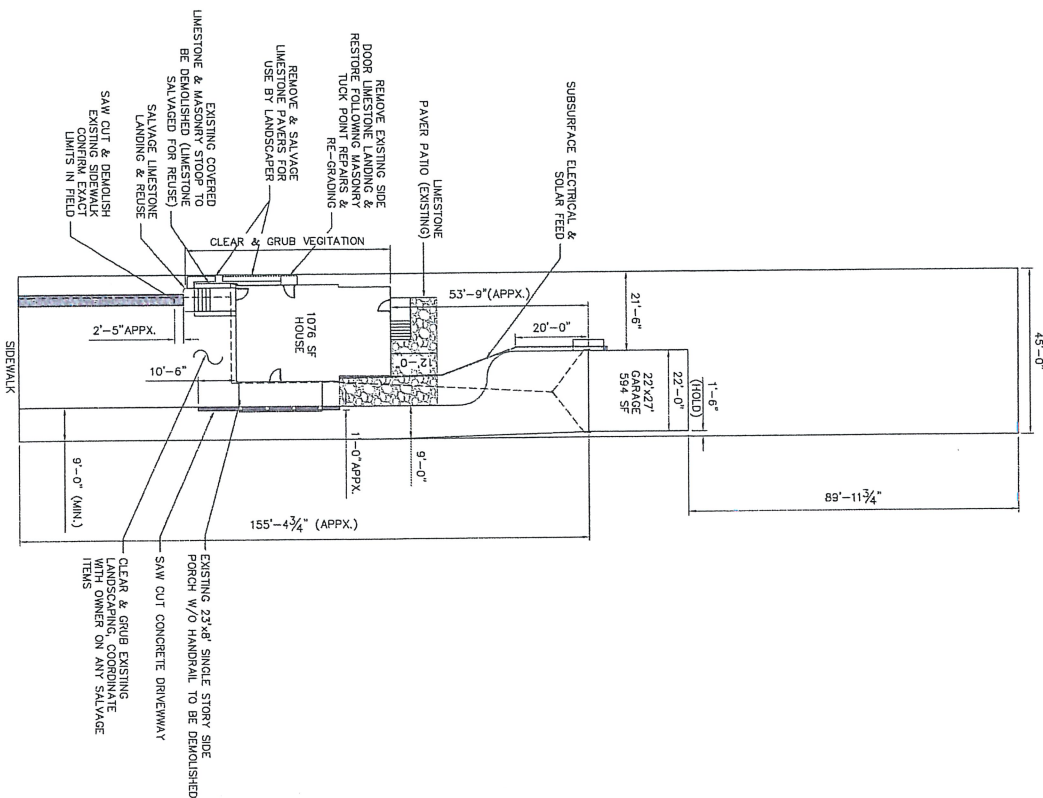 SAW CUT & DEMOLISH
EXISTING SIDEWALK
CONFIRM EXACT
LIMITS IN FIELD
SALVAGE LIMESTONE
LANDING & REUSE
EXISTING COVERED
LIMESTONE & MASONRY STOOP TO
BE DEMOLISHED (LIMESTONE
SALVAGED FOR REUSE)
REMOVE & SALVAGE
LIMESTONE PAVERS FOR
USE BY LANDSCAPER
REMOVE EXISTING SIDE
DOOR LIMESTONE LANDING &
RESTORE FOLLOWING MASONRY
TUCK POINT REPAIRS &
RE-GRADING
LIMESTONE
PAVER PATIO (EXISTING)
SUBSURFACE ELECTRICAL &
SOLAR FEED
CLEAR & GRUB VEGITATION
53'-9"(APPX.)
21'-6"
45'-0"
20'-0"
2'-5"APPX.
1076 SF
HOUSE
12'-0"
22'x27'
GARAGE
594 SF
22'-0"
1'-6"
(HOLD)
10'-6"
SIDEWALK
1'-0"APPX.
9'-0"
9'-0" (MIN.)
89'-11¾"
155'-4¾" (APPX.)
EXISTING 23'x8' SINGLE STORY SIDE
PORCH W/O HANDRAIL TO BE DEMOLISHED
SAW CUT CONCRETE DRIVEWWAY
CLEAR & GRUB EXISTING
LANDSCAPING, COORDINATE
WITH OWNER ON ANY SALVAGE
ITEMS